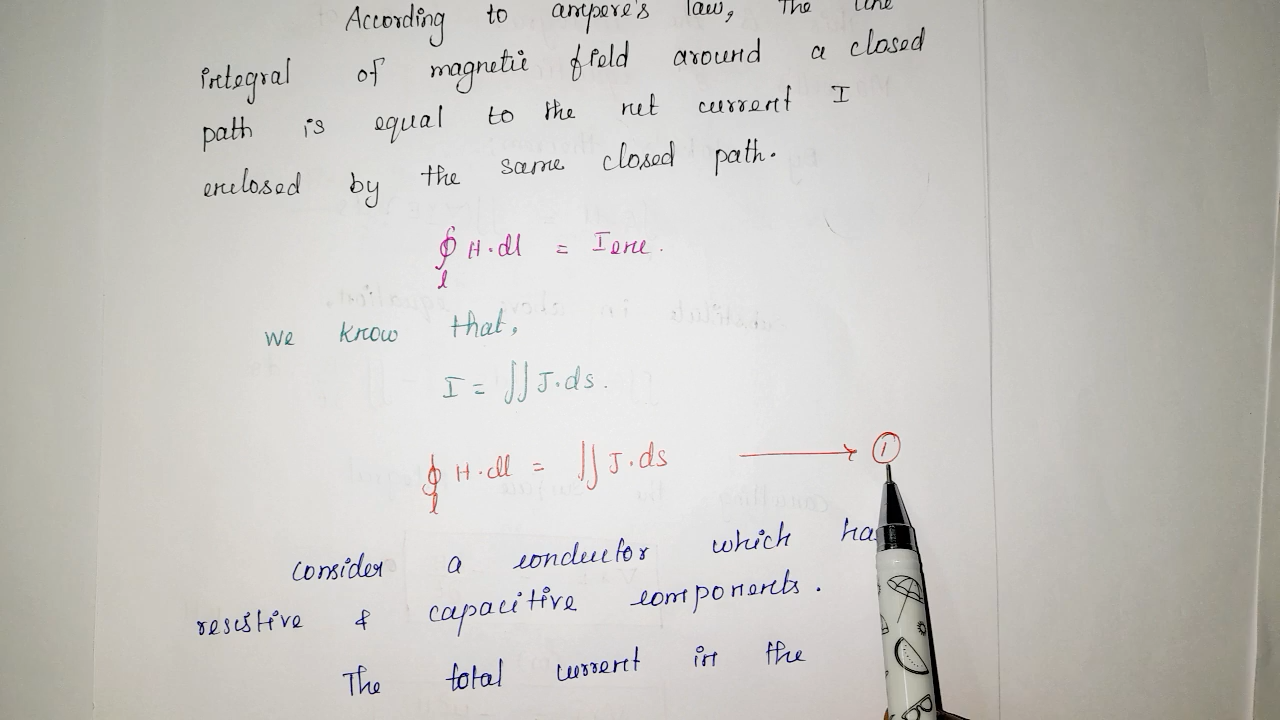 According to ampere's law, The line
integral of magnetic field around a closed
path is equal to the net current I
enclosed by the same closed path.
∮ H.dl = Ienc.
l
we know that,
I = ∬ J.ds.
∮ H.dl = ∬ J.ds → ①
l
consider a conductor which ha
resistive & capacitive components.
The total current in the